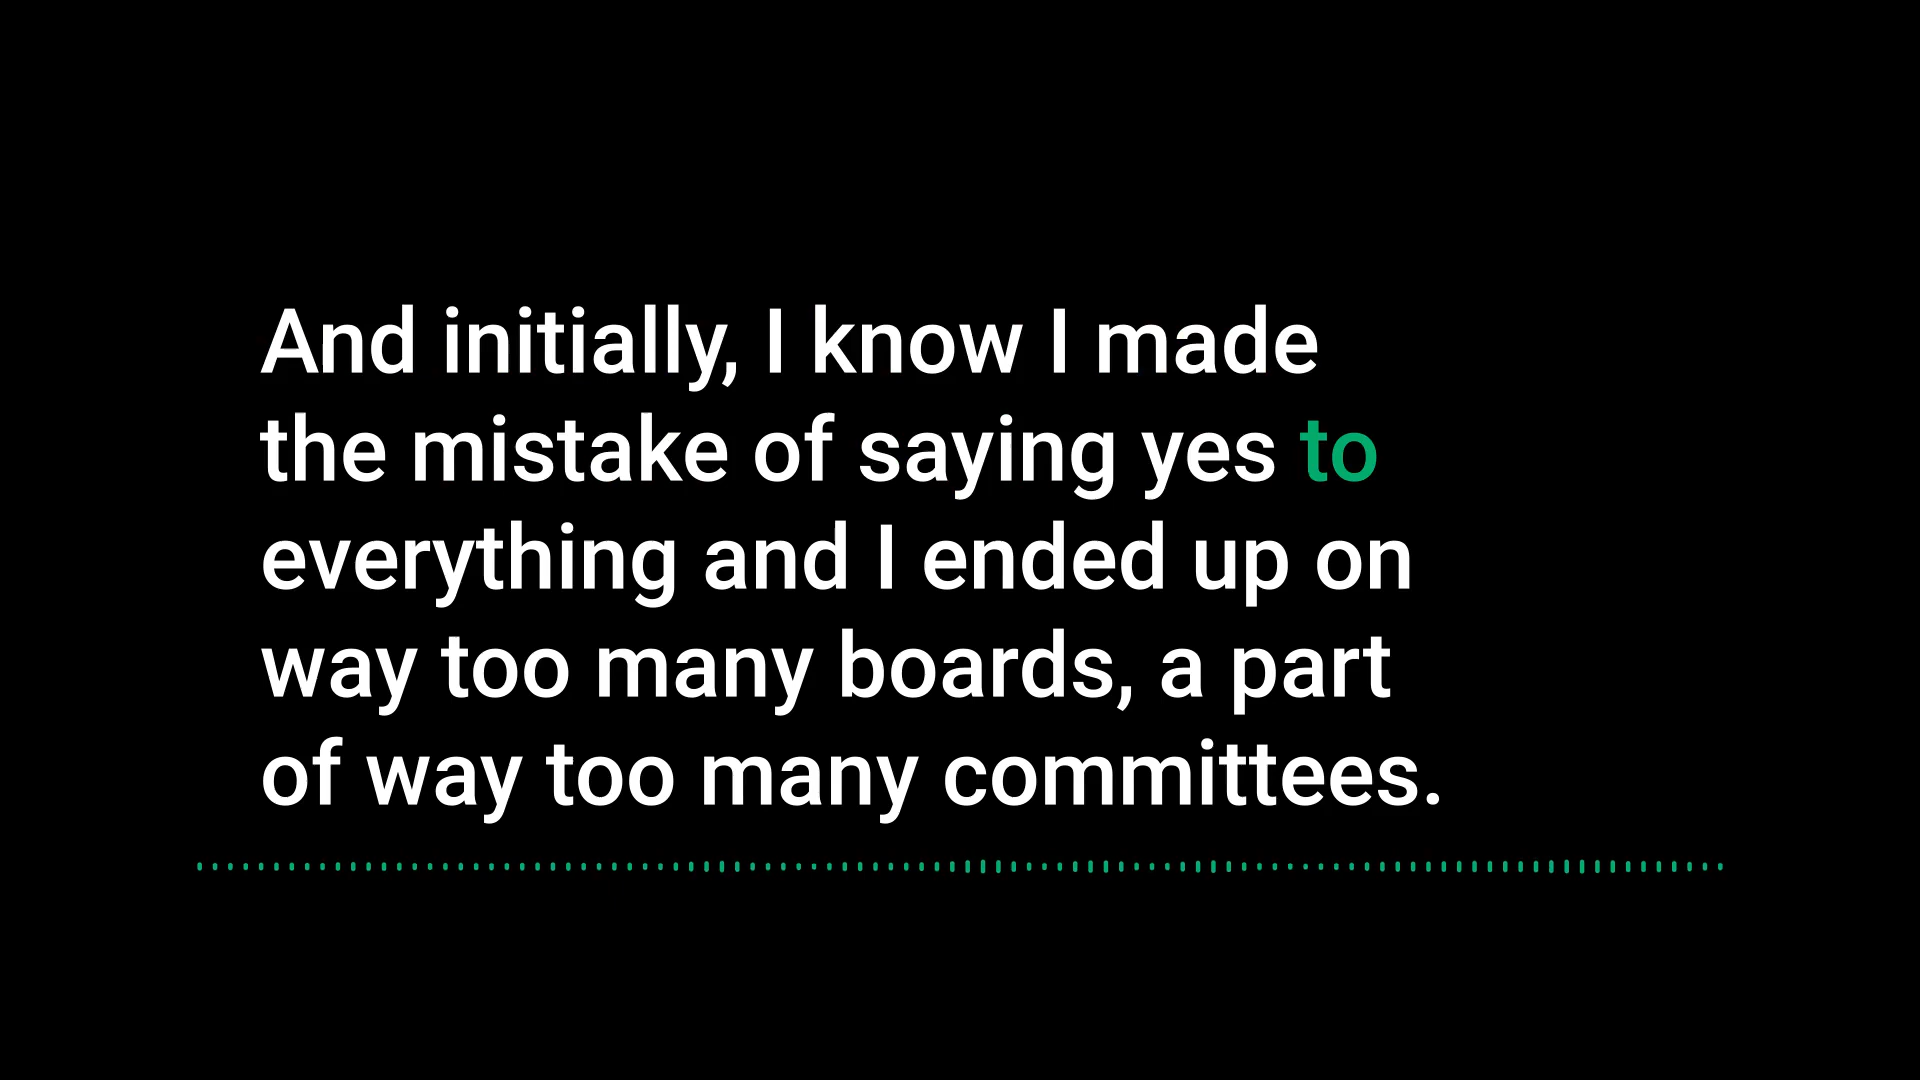 And initially, I know I made
the mistake of saying yes to
everything and I ended up on
way too many boards, a part
of way too many committees.